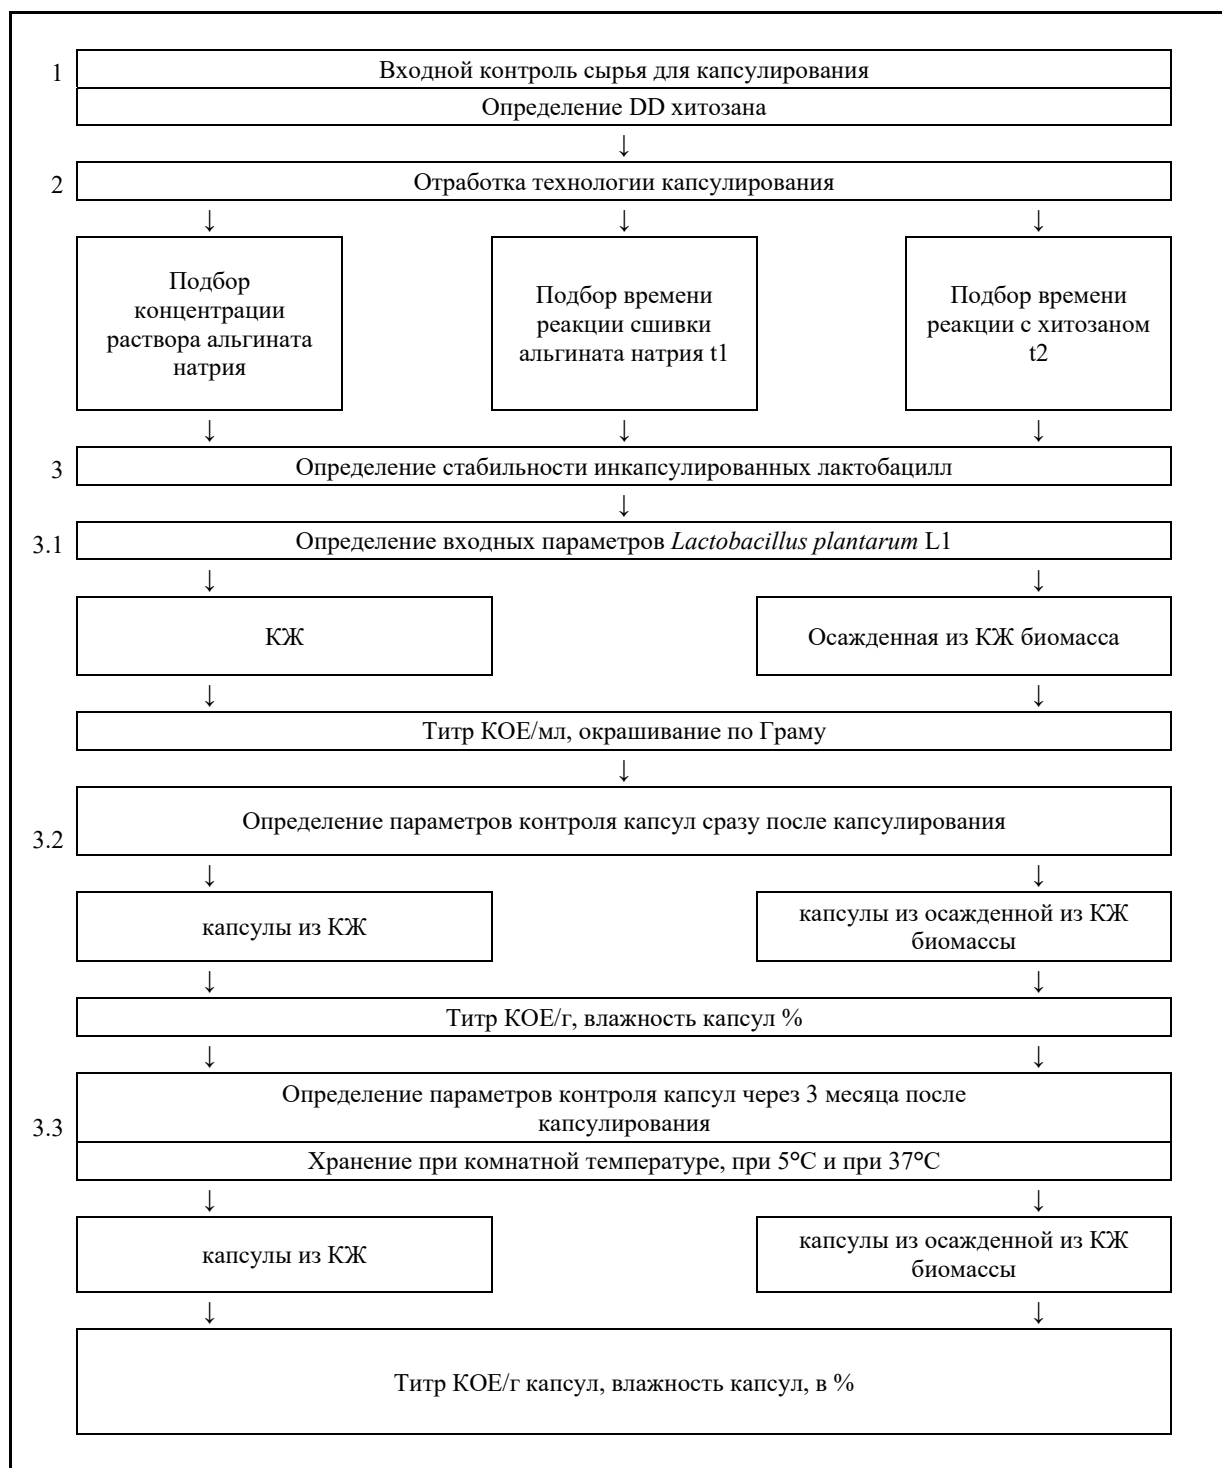 1
Входной контроль сырья для капсулирования
Определение DD хитозана
↓
2
Отработка технологии капсулирования
↓ ↓ ↓
Подбор
концентрации
раствора альгината
натрия
Подбор времени
реакции сшивки
альгината натрия t1
Подбор времени
реакции с хитозаном
t2
↓ ↓ ↓
3
Определение стабильности инкапсулированных лактобацилл
↓
3.1
Определение входных параметров Lactobacillus plantarum L1
↓ ↓
КЖ
Осажденная из КЖ биомасса
↓ ↓
Титр КОЕ/мл, окрашивание по Граму
↓
3.2
Определение параметров контроля капсул сразу после капсулирования
↓ ↓
капсулы из КЖ
капсулы из осажденной из КЖ
биомассы
↓ ↓
Титр КОЕ/г, влажность капсул %
↓ ↓
3.3
Определение параметров контроля капсул через 3 месяца после
капсулирования
Хранение при комнатной температуре, при 5°С и при 37°С
↓ ↓
капсулы из КЖ
капсулы из осажденной из КЖ
биомассы
↓ ↓
Титр КОЕ/г капсул, влажность капсул, в %